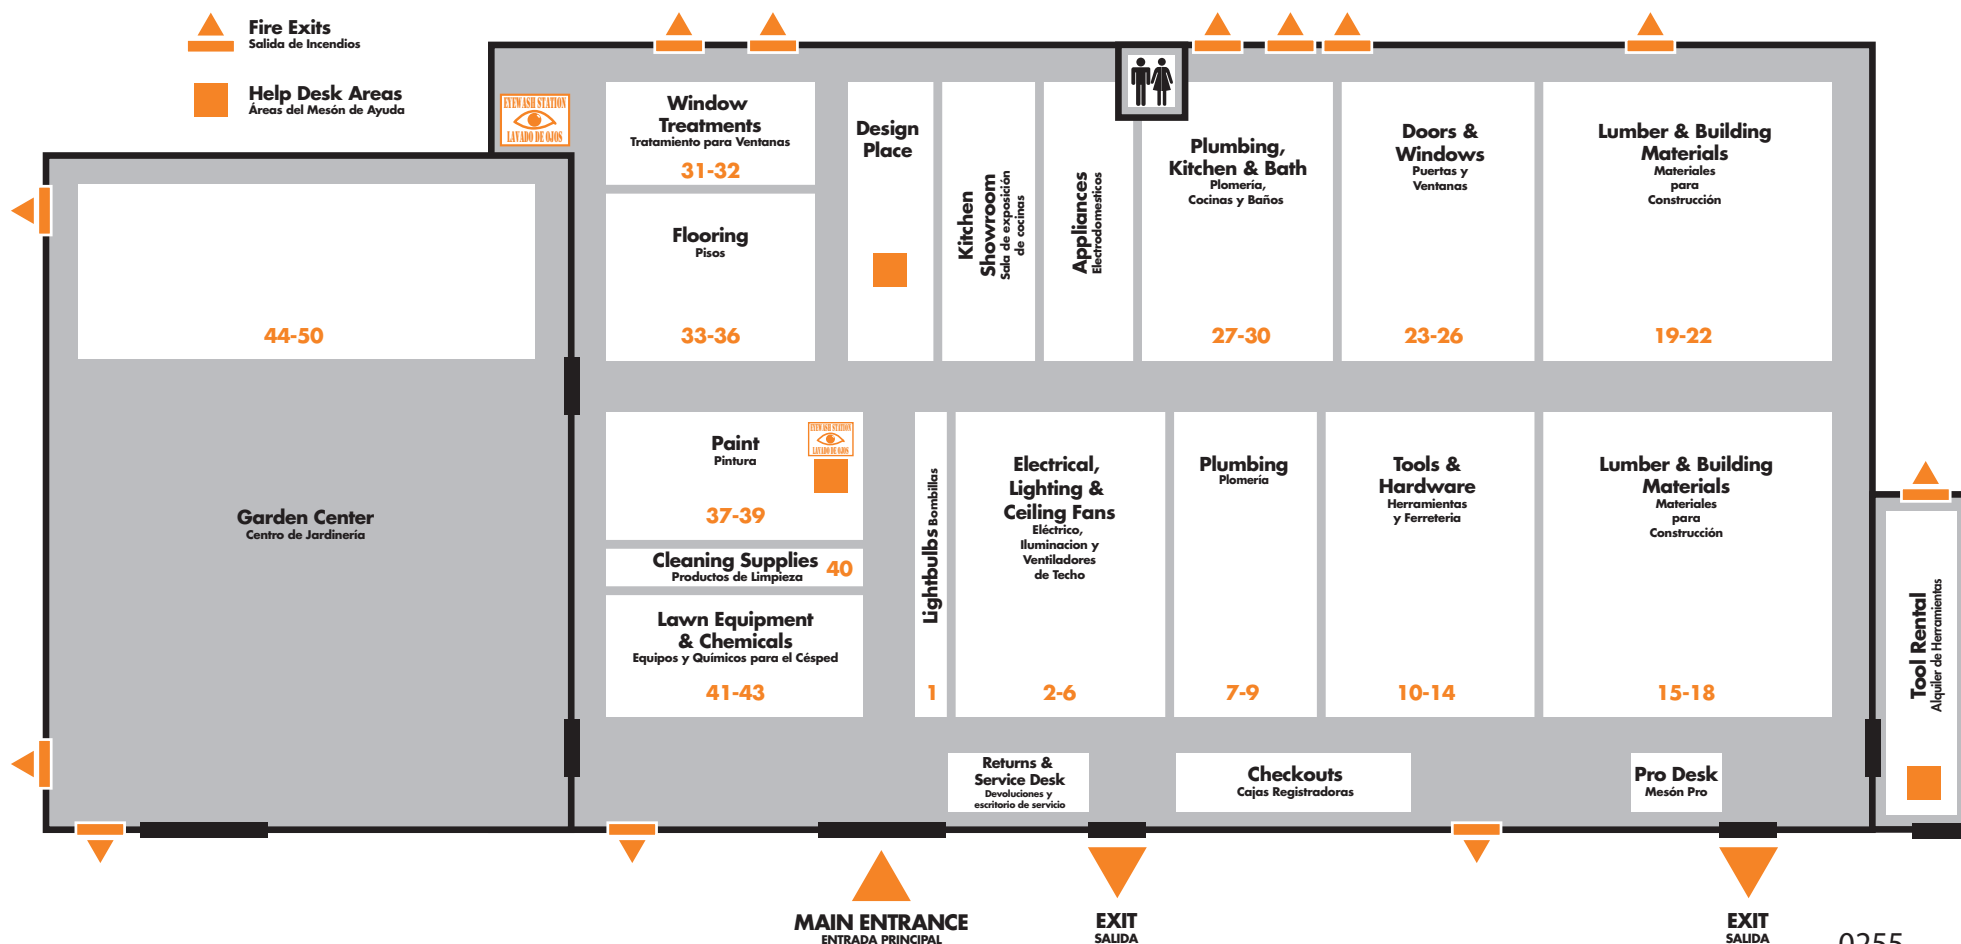 Fire Exits
Salida de Incendios
Help Desk Areas
Áreas del Mesón de Ayuda
EYEWASH STATION
LAVADO DE OJOS
Window
Treatments
Tratamiento para Ventanas
31-32
Flooring
Pisos
33-36
Design
Place
Kitchen
Showroom
Sala de exposición
de cocinas
Appliances
Electrodomesticos
Plumbing,
Kitchen & Bath
Plomería,
Cocinas y Baños
27-30
Doors &
Windows
Puertas y
Ventanas
23-26
Lumber & Building
Materials
Materiales
para
Construcción
19-22
44-50
Garden Center
Centro de Jardinería
Paint
Pintura
EYEWASH STATION
LAVADO DE OJOS
37-39
Cleaning Supplies
Productos de Limpieza
40
Lawn Equipment
& Chemicals
Equipos y Químicos para el Césped
41-43
Lightbulbs Bombillas
1
Electrical,
Lighting &
Ceiling Fans
Eléctrico,
Iluminacion y
Ventiladores
de Techo
2-6
Plumbing
Plomería
7-9
Tools &
Hardware
Herramientas
y Ferreteria
10-14
Lumber & Building
Materials
Materiales
para
Construcción
15-18
Tool Rental
Alquiler de Herramientas
Returns &
Service Desk
Devoluciones y
escritorio de servicio
Checkouts
Cajas Registradoras
Pro Desk
Mesón Pro
MAIN ENTRANCE
ENTRADA PRINCIPAL
EXIT
SALIDA
EXIT
SALIDA
0255